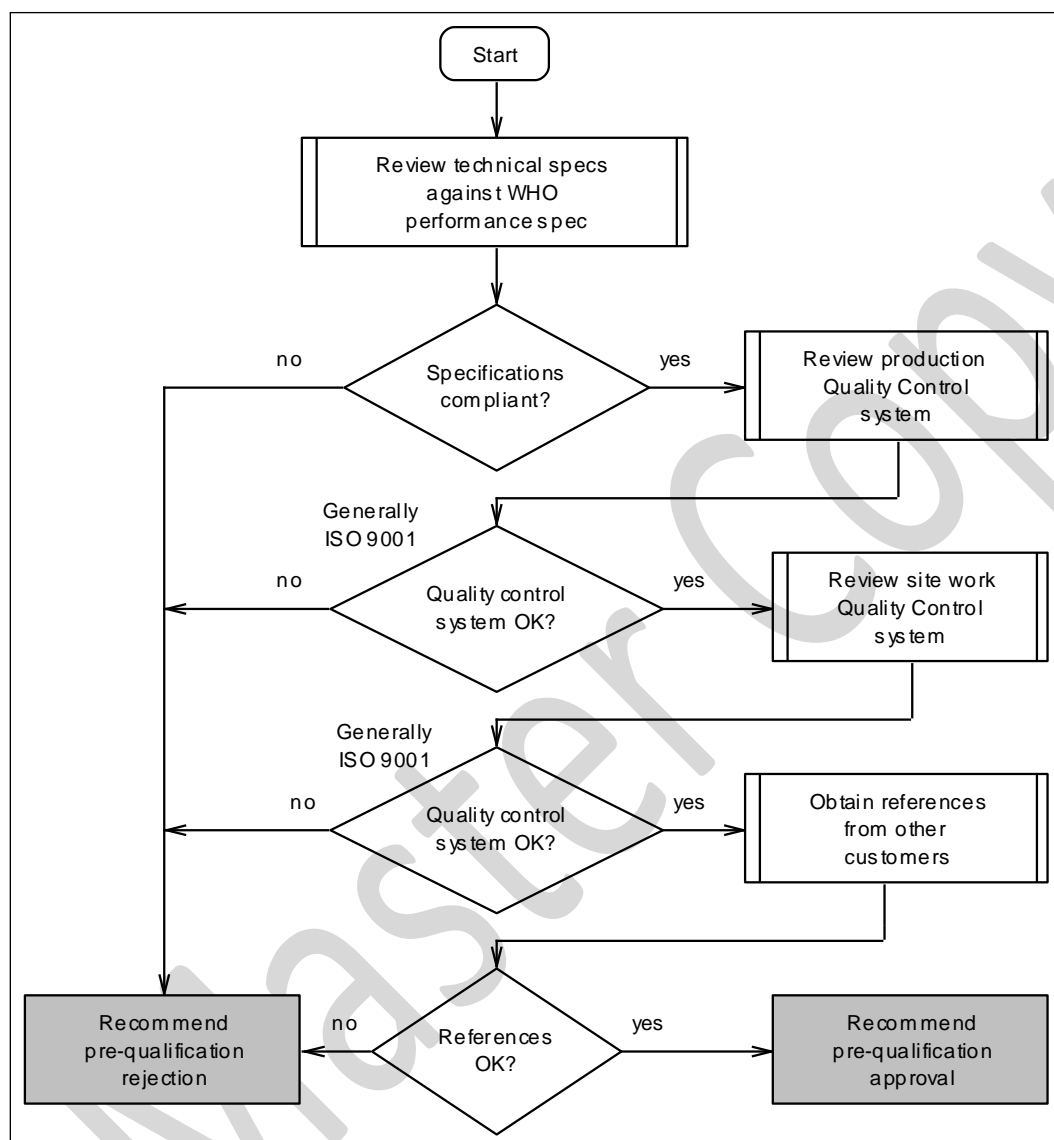 Start
Review technical specs
against WHO
performance spec
no
Specifications
compliant?
yes
Review production
Quality Control
system
Generally
ISO 9001
no
Quality control
system OK?
yes
Review site work
Quality Control
system
Generally
ISO 9001
no
Quality control
system OK?
yes
Obtain references
from other
customers
Recommend
pre-qualification
rejection
no
References
OK?
yes
Recommend
pre-qualification
approval
Master Copy